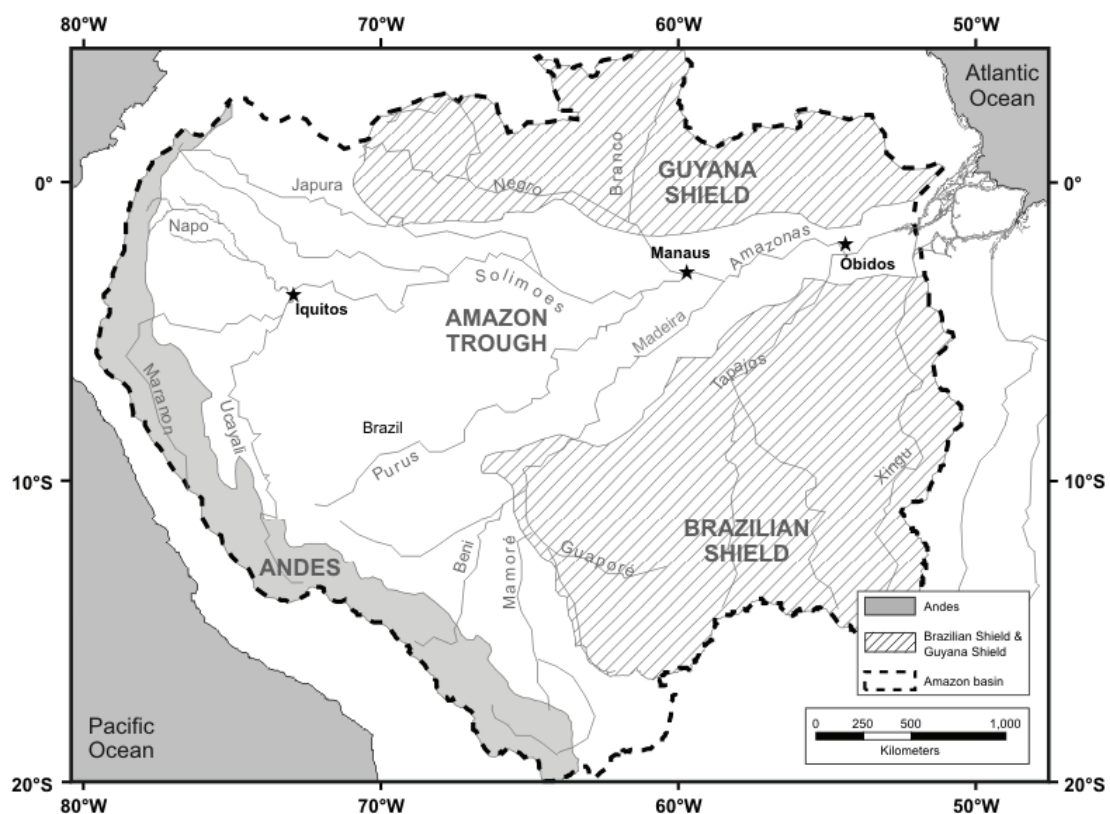 80°W
70°W
60°W
50°W
Atlantic
Ocean
0°
0°
Japura
Negro
Branco
GUYANA
SHIELD
Napo
Manaus
Amazonas
Obidos
Solimoes
Iquitos
AMAZON
TROUGH
Madeira
Tapajos
Maranon
Ucayali
Brazil
Purus
Xingu
10°S
10°S
BRAZILIAN
SHIELD
Guaporé
Beni
Mamoré
ANDES
Andes
Brazilian Shield &
Guyana Shield
Amazon basin
Pacific
Ocean
0 250 500 1,000
Kilometers
20°S
20°S
80°W
70°W
60°W
50°W